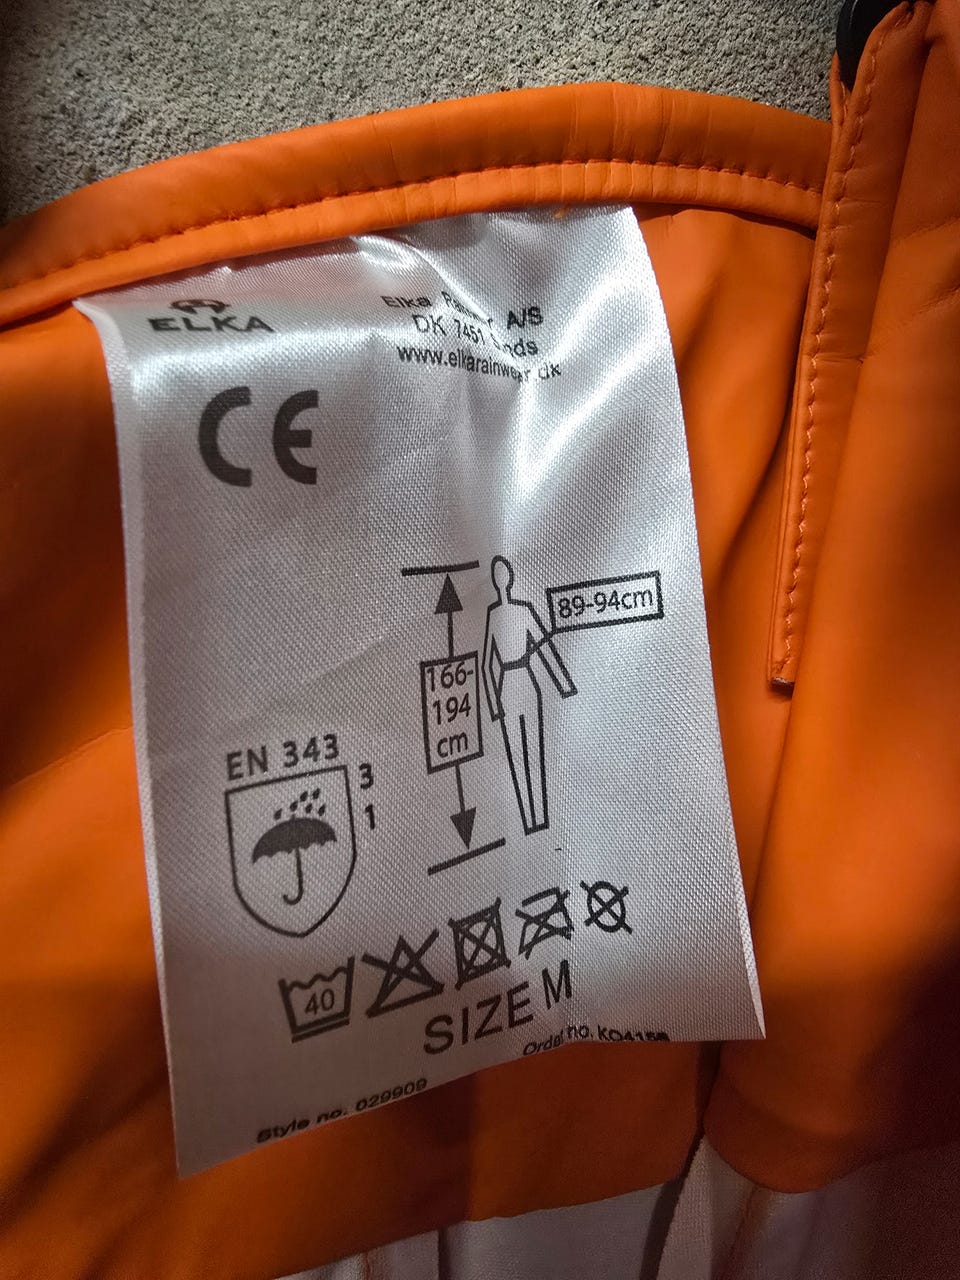 ELKA
Elka A/S
DK 7451
www.elkarainwear.dk
CE
89-94cm
166-
194
cm
EN 343
3
1
40
SIZE M
Order no.
Style no. 029909